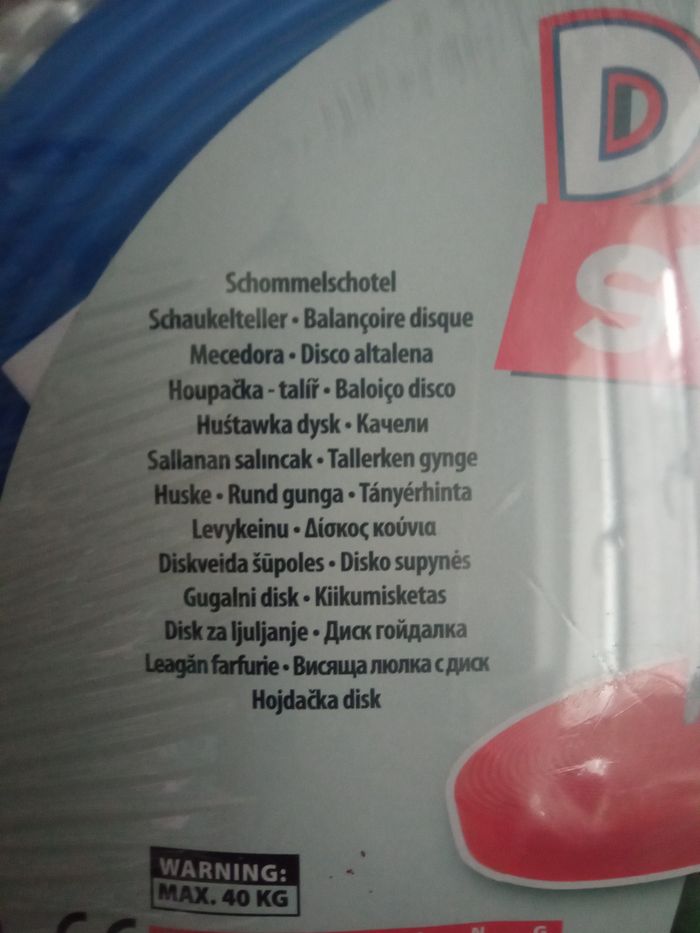 D
S
Schommelschotel
Schaukelteller • Balançoire disque
Mecedora • Disco altalena
Houpačka - talíř • Baloiço disco
Huśtawka dysk • Качели
Sallanan salıncak • Tallerken gynge
Huske • Rund gunga • Tányérhinta
Levykeinu • Δίσκος κούνια
Diskveida šūpoles • Disko supynės
Gugalni disk • Kiikumisketas
Disk za ljuljanje • Диск гойдалка
Leagăn farfurie • Висяща люлка с диск
Hojdačka disk
WARNING:
MAX. 40 KG
CE
N G